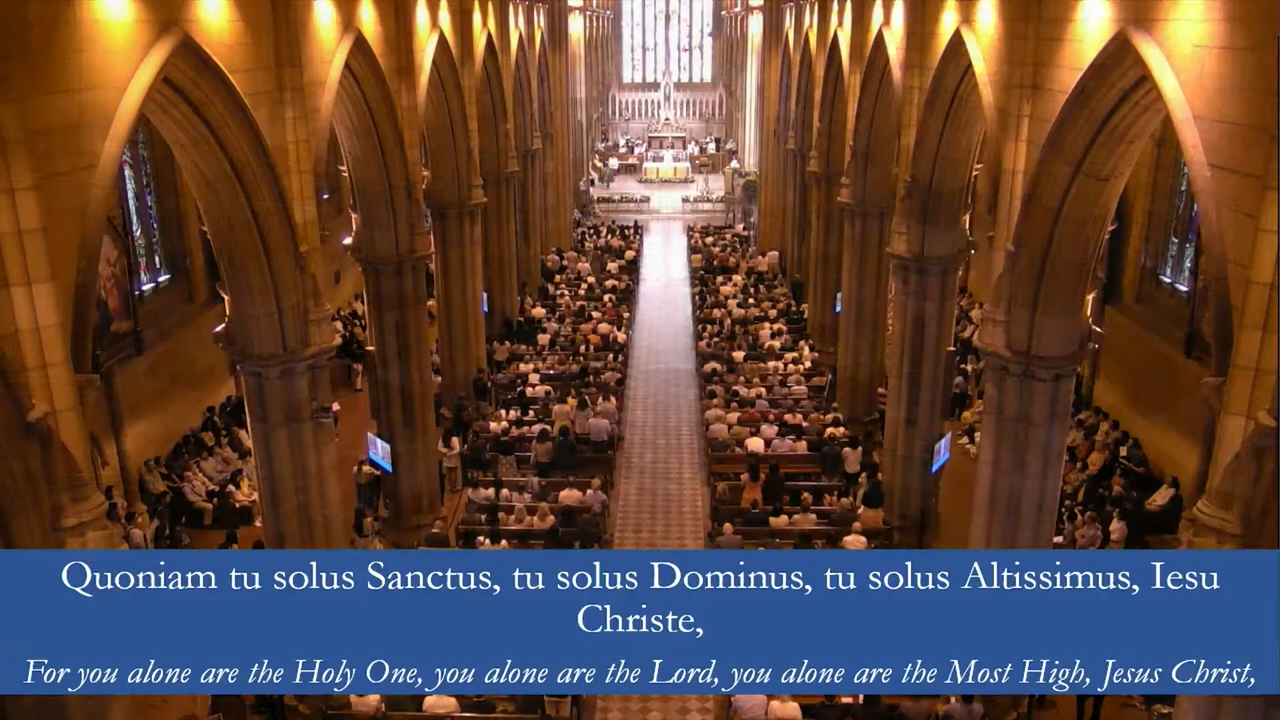 Quoniam tu solus Sanctus, tu solus Dominus, tu solus Altissimus, Iesu
Christe,
For you alone are the Holy One, you alone are the Lord, you alone are the Most High, Jesus Christ,